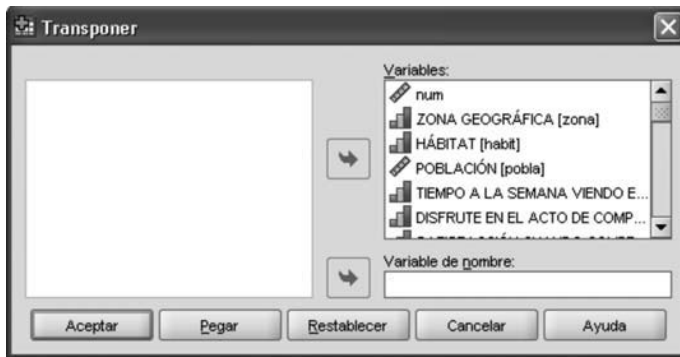 Transponer
Variables:
num
ZONA GEOGRÁFICA [zona]
HÁBITAT [habit]
POBLACIÓN [pobla]
TIEMPO A LA SEMANA VIENDO E...
DISFRUTE EN EL ACTO DE COMP...
Variable de nombre:
Aceptar
Pegar
Restablecer
Cancelar
Ayuda